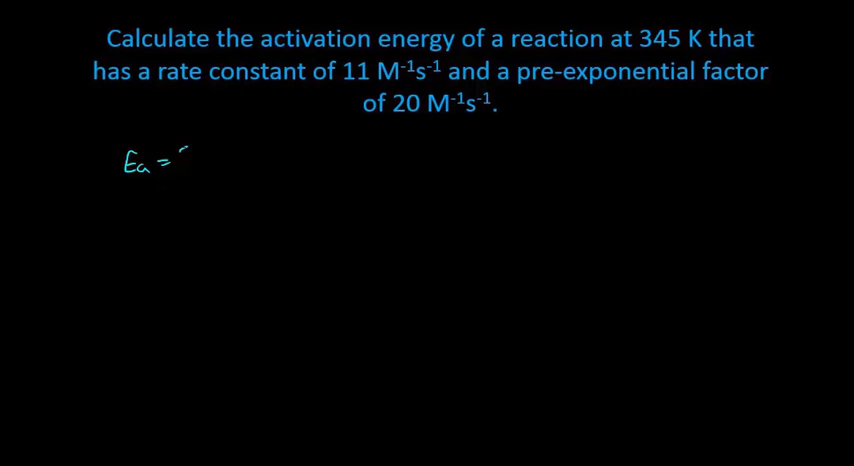 Calculate the activation energy of a reaction at 345 K that
has a rate constant of 11 M⁻¹s⁻¹ and a pre-exponential factor
of 20 M⁻¹s⁻¹.
Eₐ =